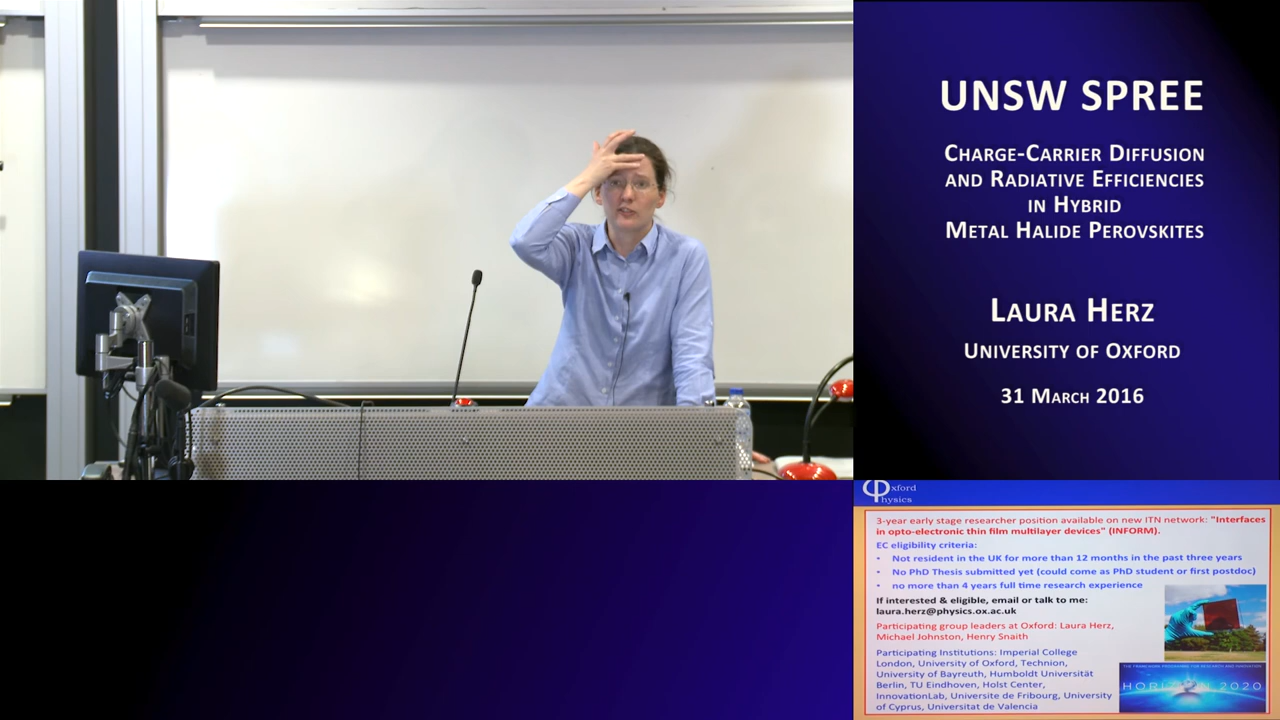 UNSW SPREE
CHARGE-CARRIER DIFFUSION
AND RADIATIVE EFFICIENCIES
IN HYBRID
METAL HALIDE PEROVSKITES
LAURA HERZ
UNIVERSITY OF OXFORD
31 MARCH 2016
Oxford
Physics
3-year early stage researcher position available on new ITN network: "Interfaces
in opto-electronic thin film multilayer devices" (INFORM).
EC eligibility criteria:
• Not resident in the UK for more than 12 months in the past three years
• No PhD Thesis submitted yet (could come as PhD student or first postdoc)
• no more than 4 years full time research experience
If interested & eligible, email or talk to me:
laura.herz@physics.ox.ac.uk
Participating group leaders at Oxford: Laura Herz,
Michael Johnston, Henry Snaith
Participating Institutions: Imperial College
London, University of Oxford, Technion,
University of Bayreuth, Humboldt Universität
Berlin, TU Eindhoven, Holst Center,
InnovationLab, Universite de Fribourg, University
of Cyprus, Universitat de Valencia
THE FRAMEWORK PROGRAMME FOR RESEARCH AND INNOVATION
HORIZON 2020